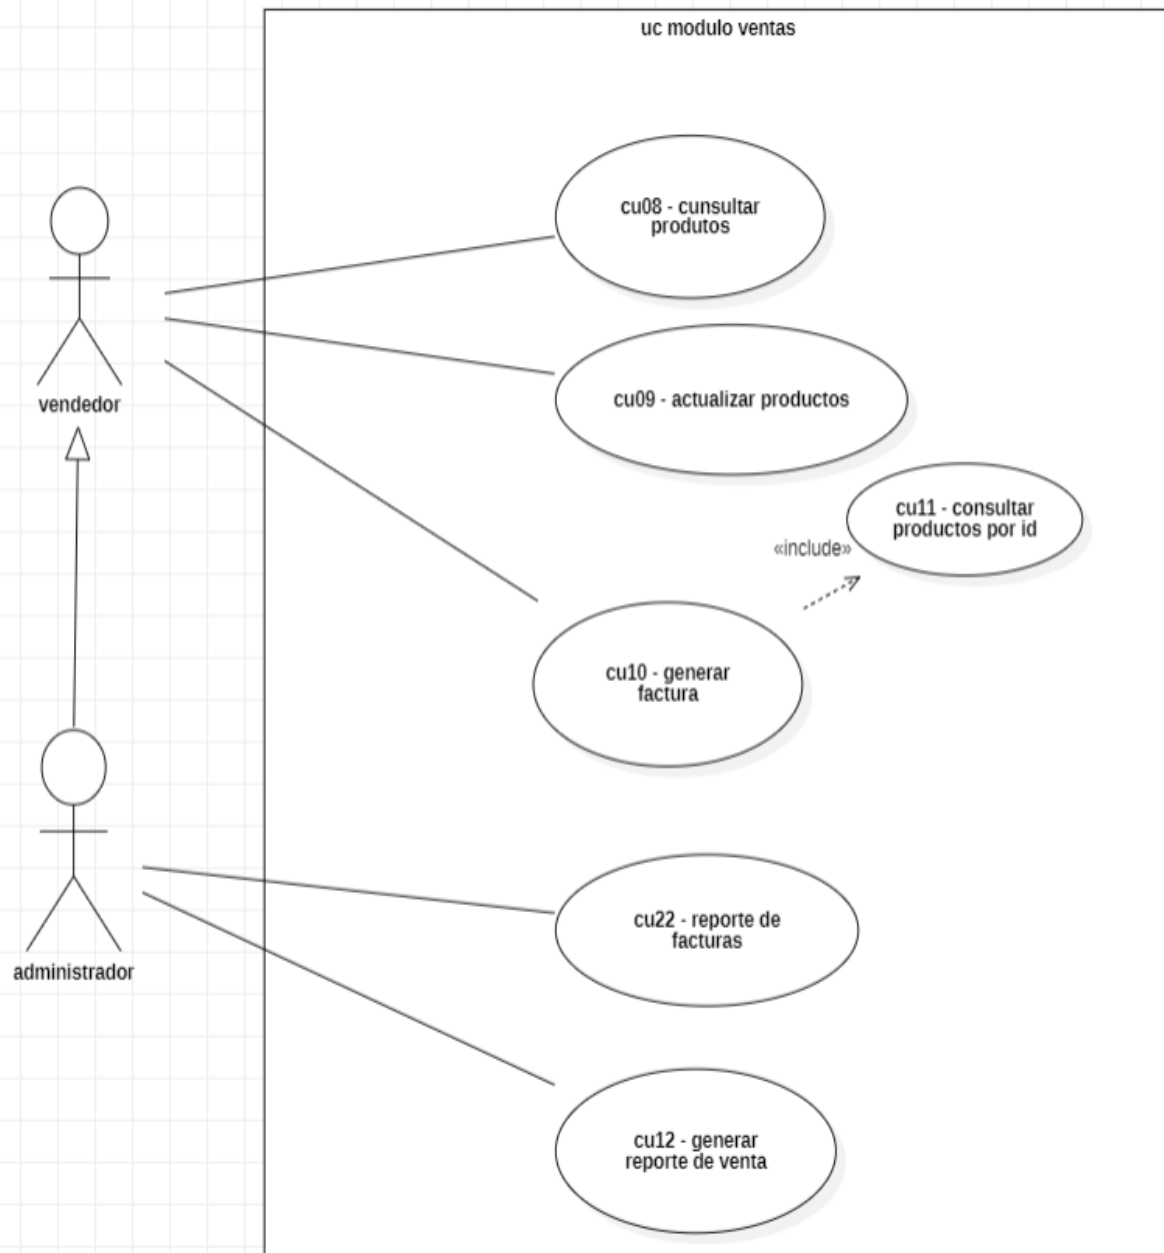 uc modulo ventas
cu08 - cunsultar
produtos
vendedor
cu09 - actualizar productos
cu11 - consultar
productos por id
«include»
cu10 - generar
factura
cu22 - reporte de
facturas
administrador
cu12 - generar
reporte de venta